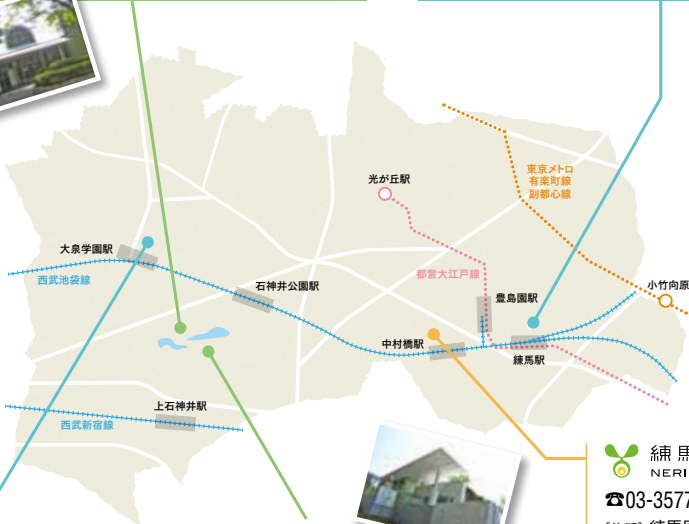 東京メトロ
有楽町線
副都心線
光が丘駅
大泉学園駅
西武池袋線
石神井公園駅
都営大江戸線
豊島園駅
小竹向原
中村橋駅
練馬駅
上石神井駅
西武新宿線
練馬
NERI
☎03-3577